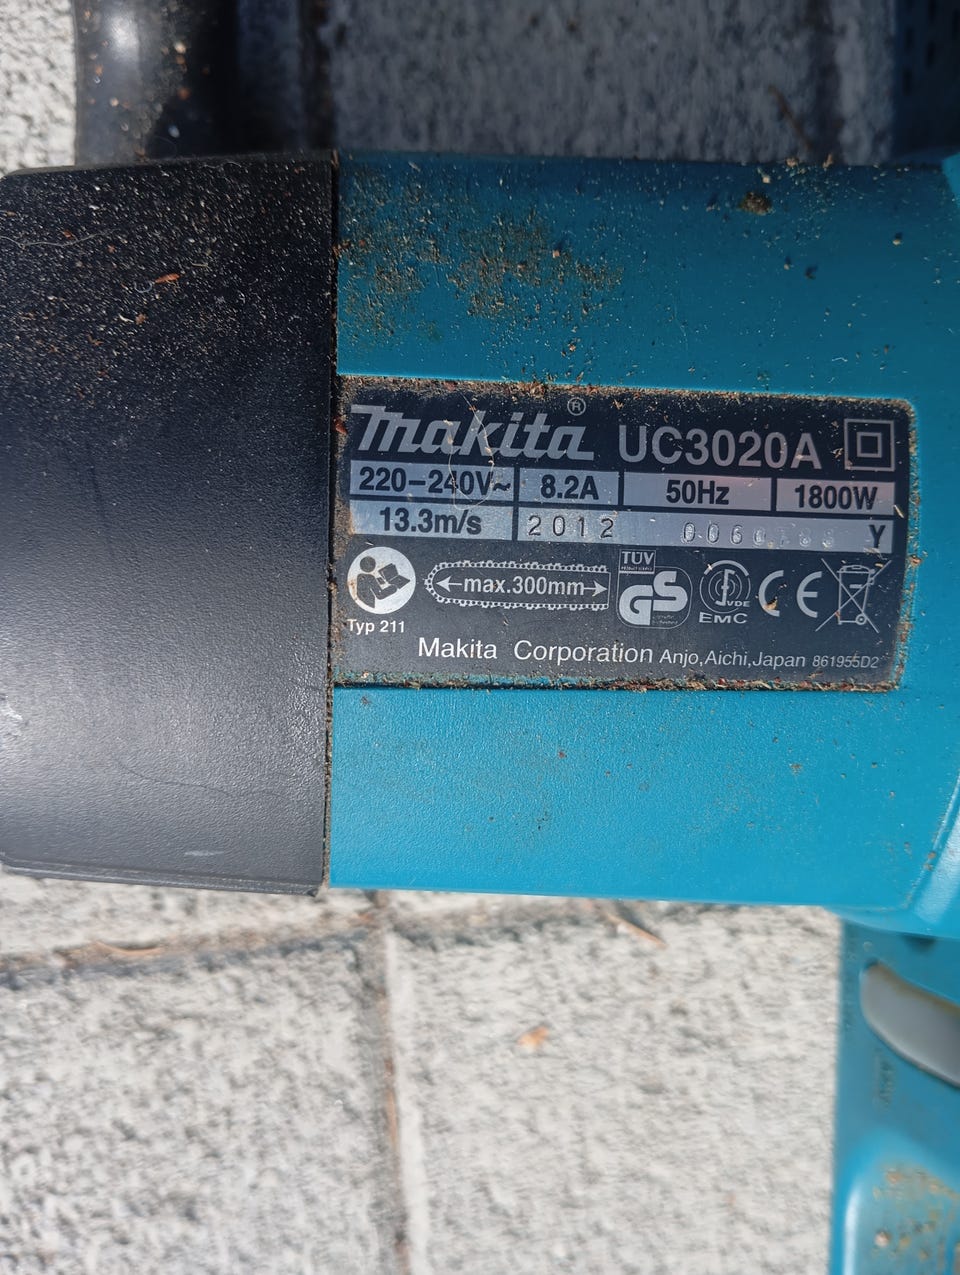 makita® UC3020A
220-240V~ 8.2A 50Hz 1800W
13.3m/s 2012 Y
max.300mm
TÜV
GS
VDE
EMC
CE
Typ 211
Makita Corporation Anjo,Aichi,Japan 861955D2